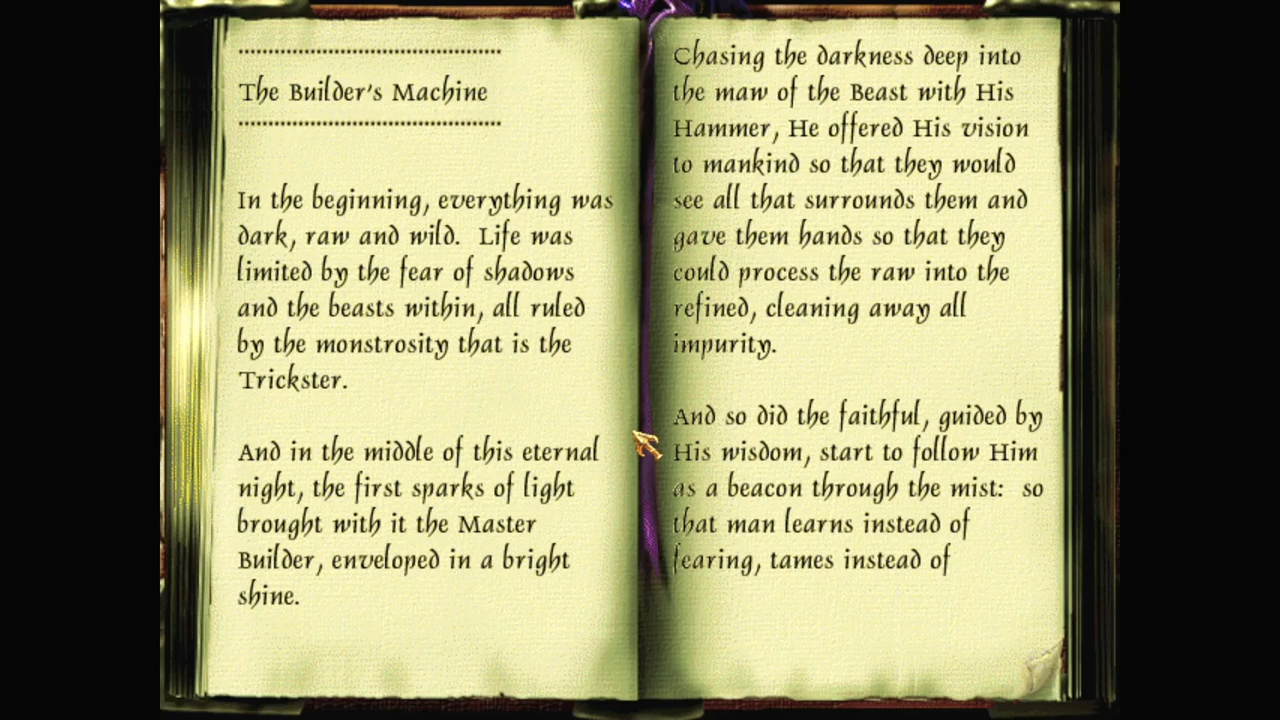 The Builder's Machine
In the beginning, everything was
dark, raw and wild.  Life was
limited by the fear of shadows
and the beasts within, all ruled
by the monstrosity that is the
Trickster.
And in the middle of this eternal
night, the first sparks of light
brought with it the Master
Builder, enveloped in a bright
shine.
Chasing the darkness deep into
the maw of the Beast with His
Hammer, He offered His vision
to mankind so that they would
see all that surrounds them and
gave them hands so that they
could process the raw into the
refined, cleaning away all
impurity.
And so did the faithful, guided by
His wisdom, start to follow Him
as a beacon through the mist:  so
that man learns instead of
fearing, tames instead of